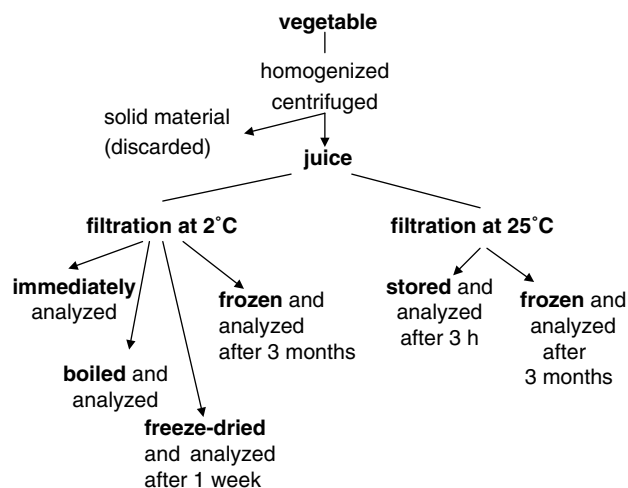 vegetable
homogenized
centrifuged
solid material
(discarded)
juice
filtration at 2˚C
filtration at 25˚C
immediately
analyzed
boiled and
analyzed
freeze-dried
and analyzed
after 1 week
frozen and
analyzed
after 3 months
stored and
analyzed
after 3 h
frozen and
analyzed
after
3 months